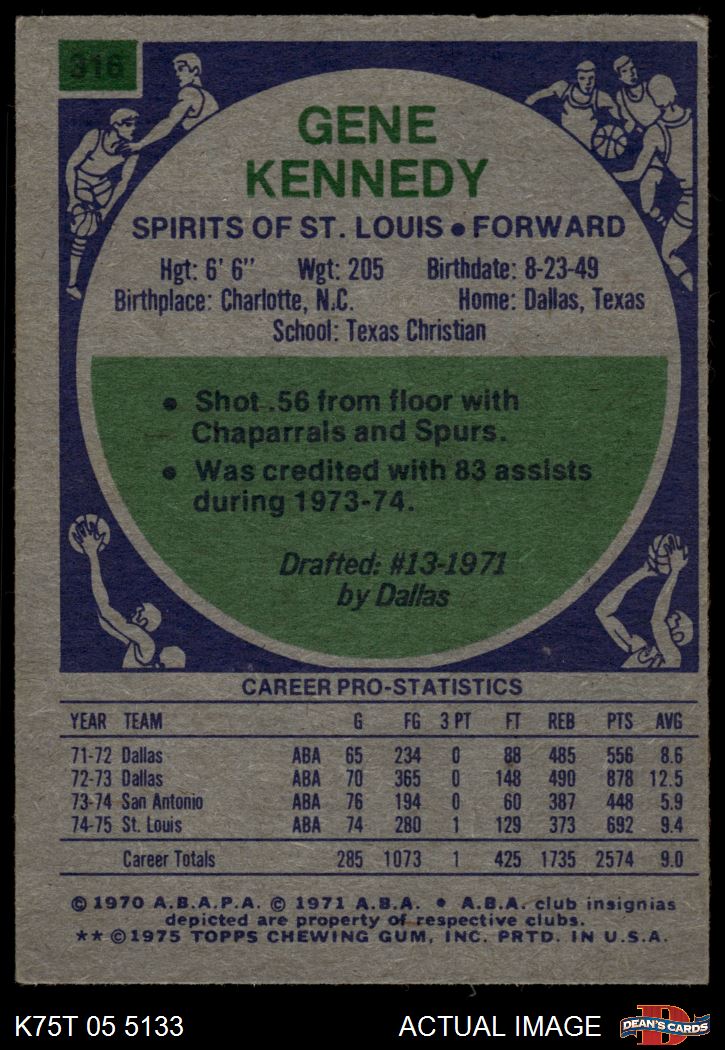 316
GENE
KENNEDY
SPIRITS OF ST. LOUIS • FORWARD
Hgt: 6' 6" Wgt: 205 Birthdate: 8-23-49
Birthplace: Charlotte, N.C. Home: Dallas, Texas
School: Texas Christian
• Shot .56 from floor with
Chaparrals and Spurs.
• Was credited with 83 assists
during 1973-74.
Drafted: #13-1971
by Dallas
CAREER PRO-STATISTICS
YEAR TEAM G FG 3 PT FT REB PTS AVG
71-72 Dallas ABA 65 234 0 88 485 556 8.6
72-73 Dallas ABA 70 365 0 148 490 878 12.5
73-74 San Antonio ABA 76 194 0 60 387 448 5.9
74-75 St. Louis ABA 74 280 1 129 373 692 9.4
Career Totals 285 1073 1 425 1735 2574 9.0
© 1970 A.B.A.P.A. © 1971 A.B.A. • A.B.A. club insignias
depicted are property of respective clubs.
** © 1975 TOPPS CHEWING GUM, INC. PRTD. IN U.S.A.
K75T 05 5133 ACTUAL IMAGE
D
DEAN'S CARDS